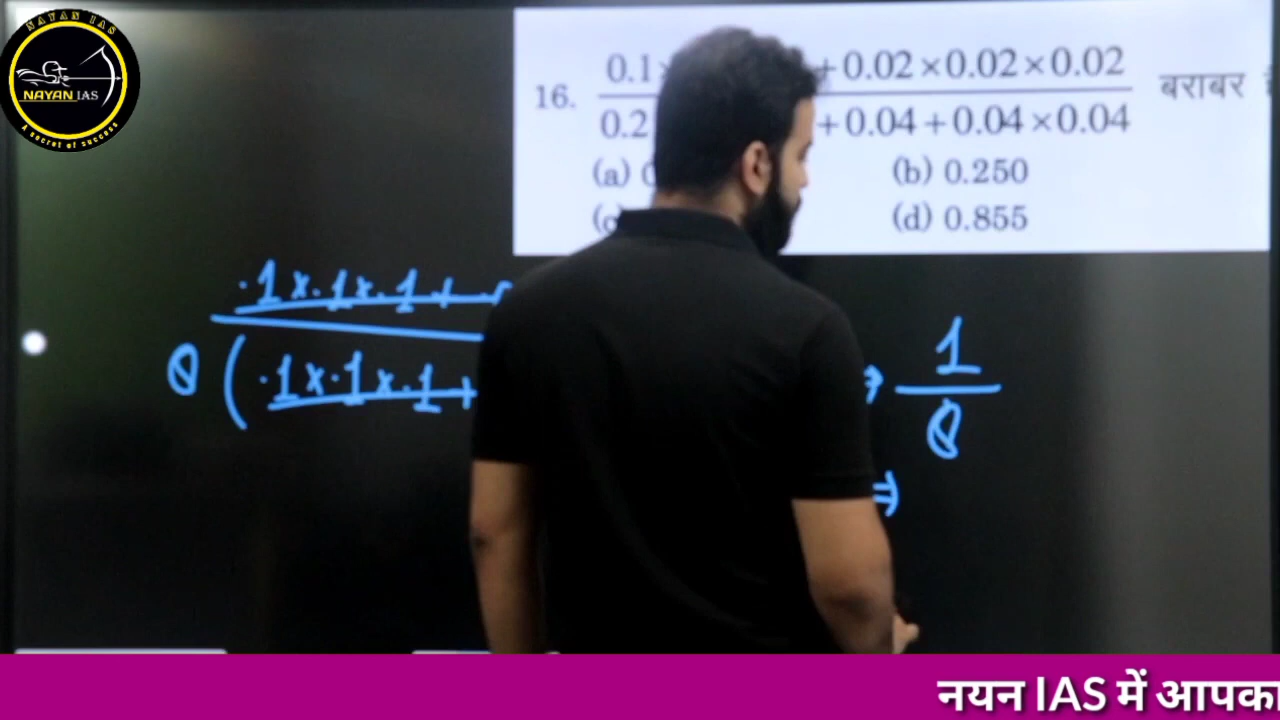 NAYAN IAS
NAYAN IAS
A secret of success
16. 0.1× +0.02×0.02×0.02
0.2 +0.04+0.04×0.04 बराबर
(a) 0 (b) 0.250
(d) 0.855
.1×.1×.1+
8 (.1×.1×.1+
⇒ 1
8
⇒
नयन IAS में आपका